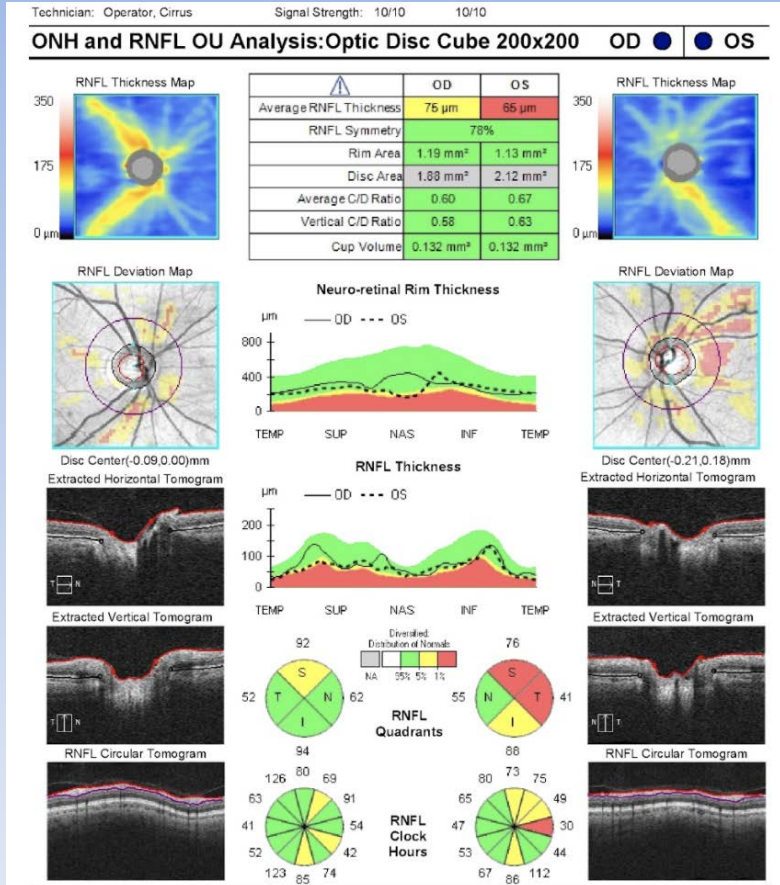 Technician: Operator, Cirrus Signal Strength: 10/10 10/10
ONH and RNFL OU Analysis:Optic Disc Cube 200x200 OD OS
RNFL Thickness Map
350
175
0 µm
OD OS
Average RNFL Thickness 75 µm 65 µm
RNFL Symmetry 78%
Rim Area 1.19 mm² 1.13 mm²
Disc Area 1.88 mm² 2.12 mm²
Average C/D Ratio 0.60 0.67
Vertical C/D Ratio 0.58 0.63
Cup Volume 0.132 mm³ 0.132 mm³
RNFL Thickness Map
350
175
0 µm
RNFL Deviation Map
Disc Center(-0.09,0.00)mm
Neuro-retinal Rim Thickness
µm OD OS
800
400
0
TEMP SUP NAS INF TEMP
RNFL Deviation Map
Disc Center(-0.21,0.18)mm
Extracted Horizontal Tomogram
T N
RNFL Thickness
µm OD OS
200
100
0
TEMP SUP NAS INF TEMP
Extracted Horizontal Tomogram
T N
Extracted Vertical Tomogram
T N
Diversified:
Distribution of Normals
NA 95% 5% 1%
92
S
52 T N 62
I
94
RNFL
Quadrants
76
S
55 N T 41
I
88
Extracted Vertical Tomogram
T N
RNFL Circular Tomogram
80
126 69
63 91
41 54
52 42
123 74
85
RNFL
Clock
Hours
73
80 75
65 49
47 30
53 44
67 112
86
RNFL Circular Tomogram